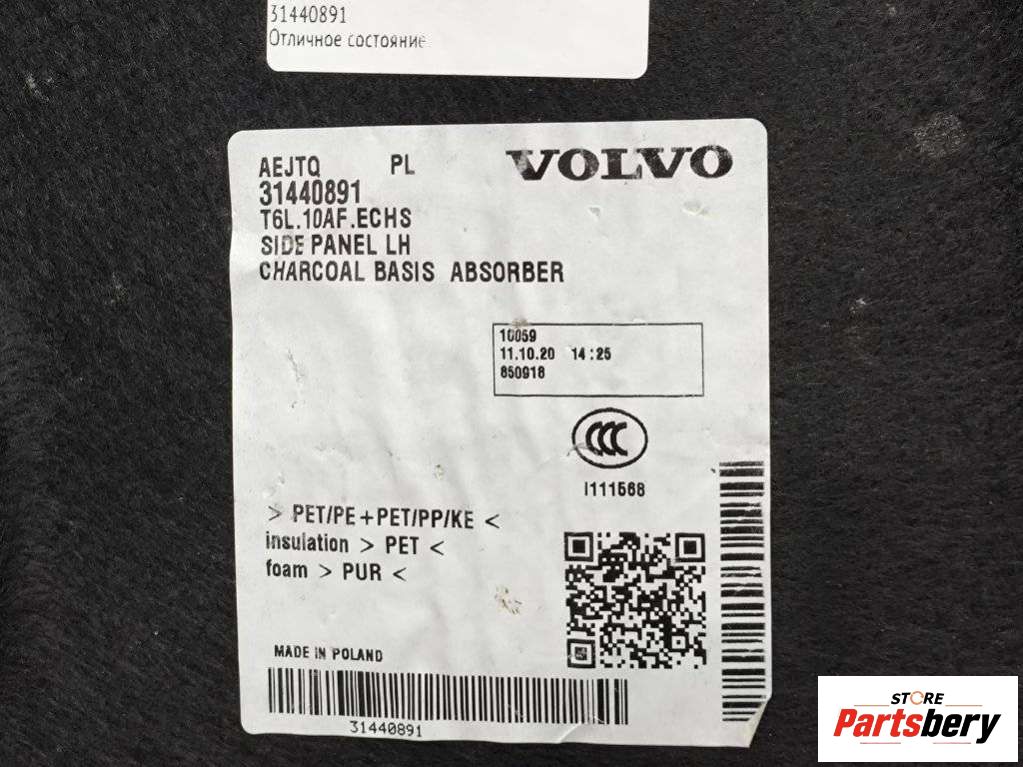 31440891
Отличное состояние
AEJTQ PL
VOLVO
31440891
T6L.10AF.ECHS
SIDE PANEL LH
CHARCOAL BASIS ABSORBER
10059
11.10.20 14:25
850918
CCC
I111568
> PET/PE+PET/PP/KE <
insulation > PET <
foam > PUR <
MADE IN POLAND
31440891
STORE
Partsbery